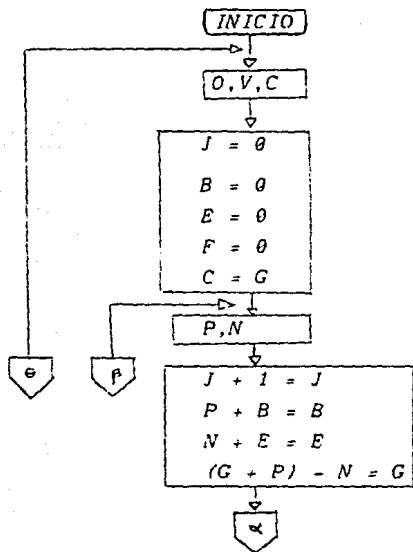 INICIO
O,V,C
J = 0
B = 0
E = 0
F = 0
C = G
P,N
θ
β
J + 1 = J
P + B = B
N + E = E
(G + P) - N = G
α